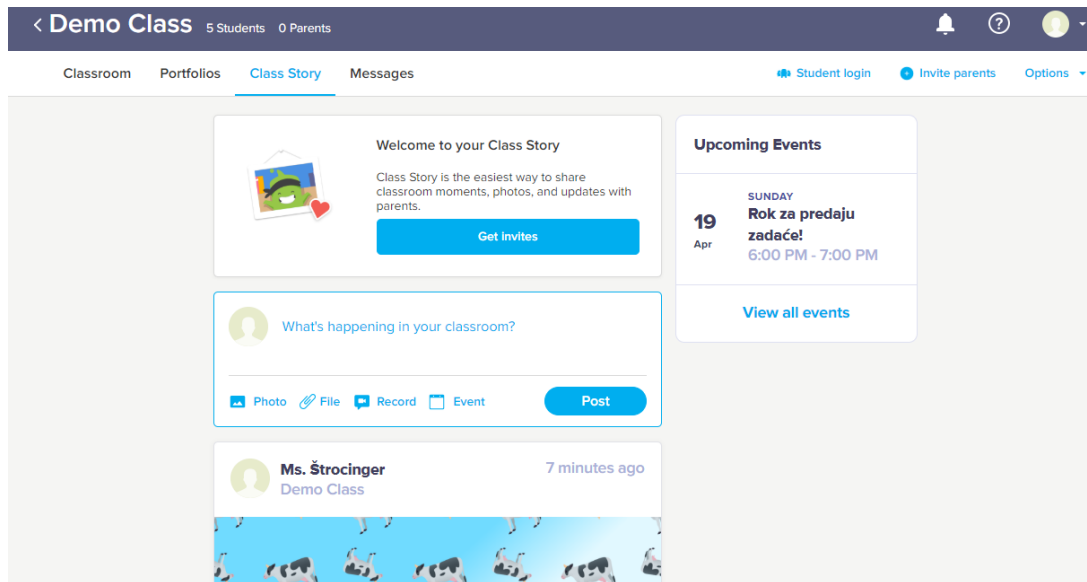 Demo Class 5 Students 0 Parents
Classroom Portfolios Class Story Messages Student login Invite parents Options
Welcome to your Class Story
Class Story is the easiest way to share
classroom moments, photos, and updates with
parents.
Get invites
What's happening in your classroom?
Photo File Record Event Post
Ms. Štrocinger 7 minutes ago
Demo Class
Upcoming Events
SUNDAY
19 Rok za predaju
Apr zadaće!
6:00 PM - 7:00 PM
View all events